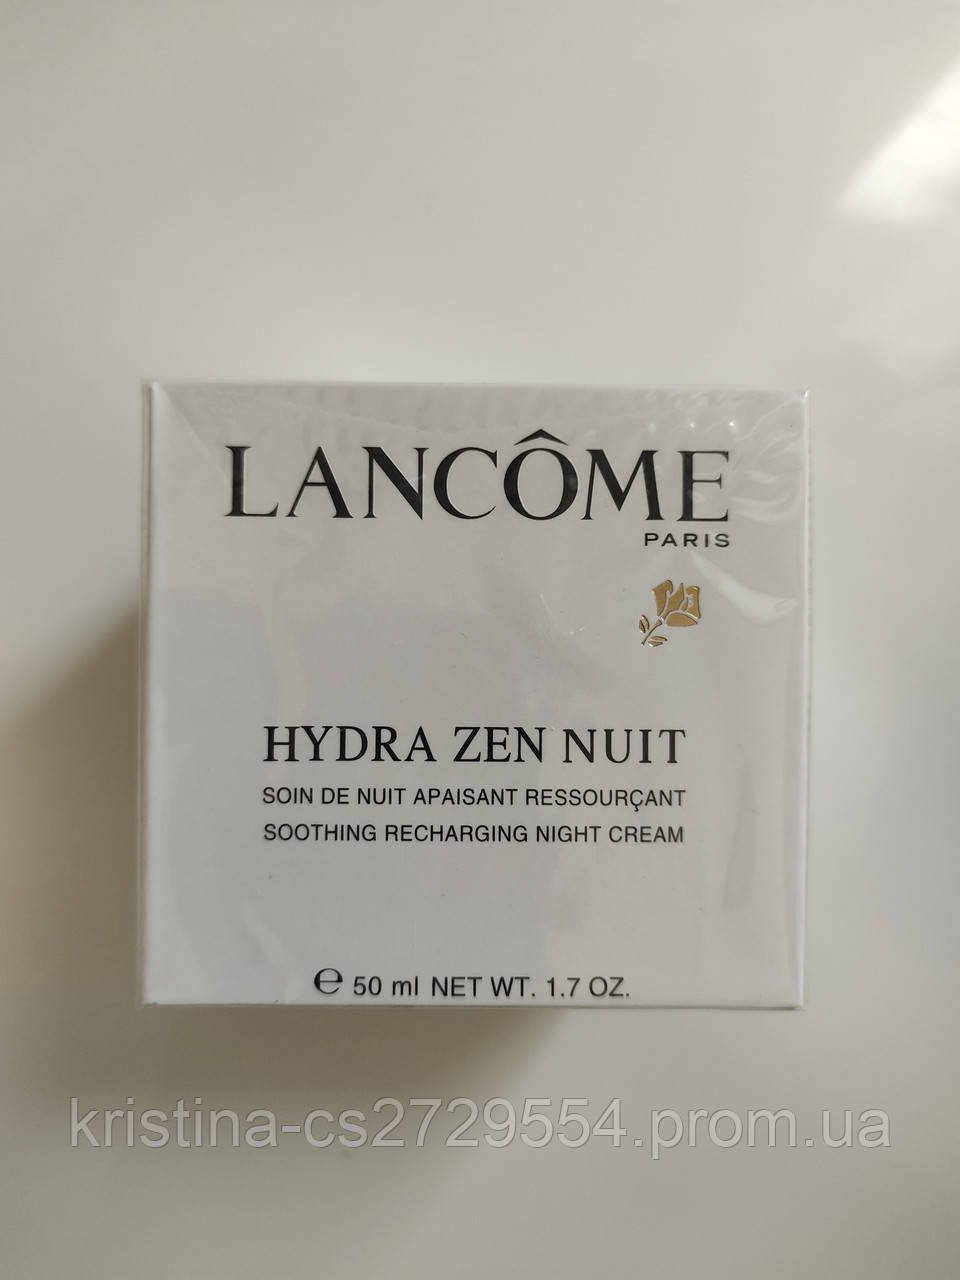 LANCÔME
PARIS
HYDRA ZEN NUIT
SOIN DE NUIT APAISANT RESSOURÇANT
SOOTHING RECHARGING NIGHT CREAM
℮ 50 ml NET WT. 1.7 OZ.
kristina-cs2729554.prom.ua